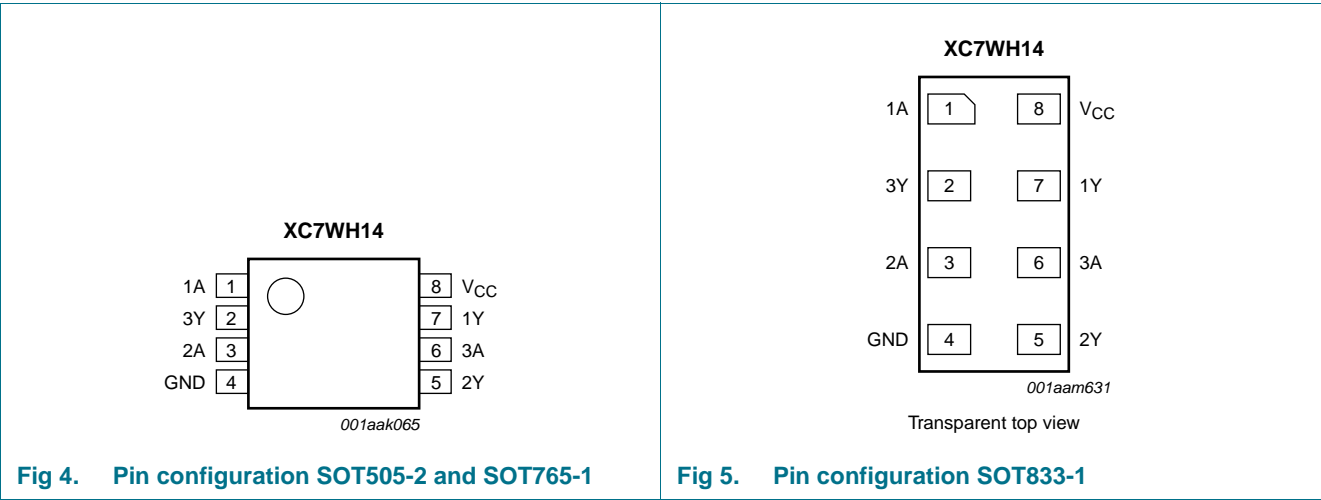 XC7WH14
1A 1 8 VCC
3Y 2 7 1Y
2A 3 6 3A
GND 4 5 2Y
001aak065
Fig 4. Pin configuration SOT505-2 and SOT765-1
XC7WH14
1A 1 8 VCC
3Y 2 7 1Y
2A 3 6 3A
GND 4 5 2Y
001aam631
Transparent top view
Fig 5. Pin configuration SOT833-1